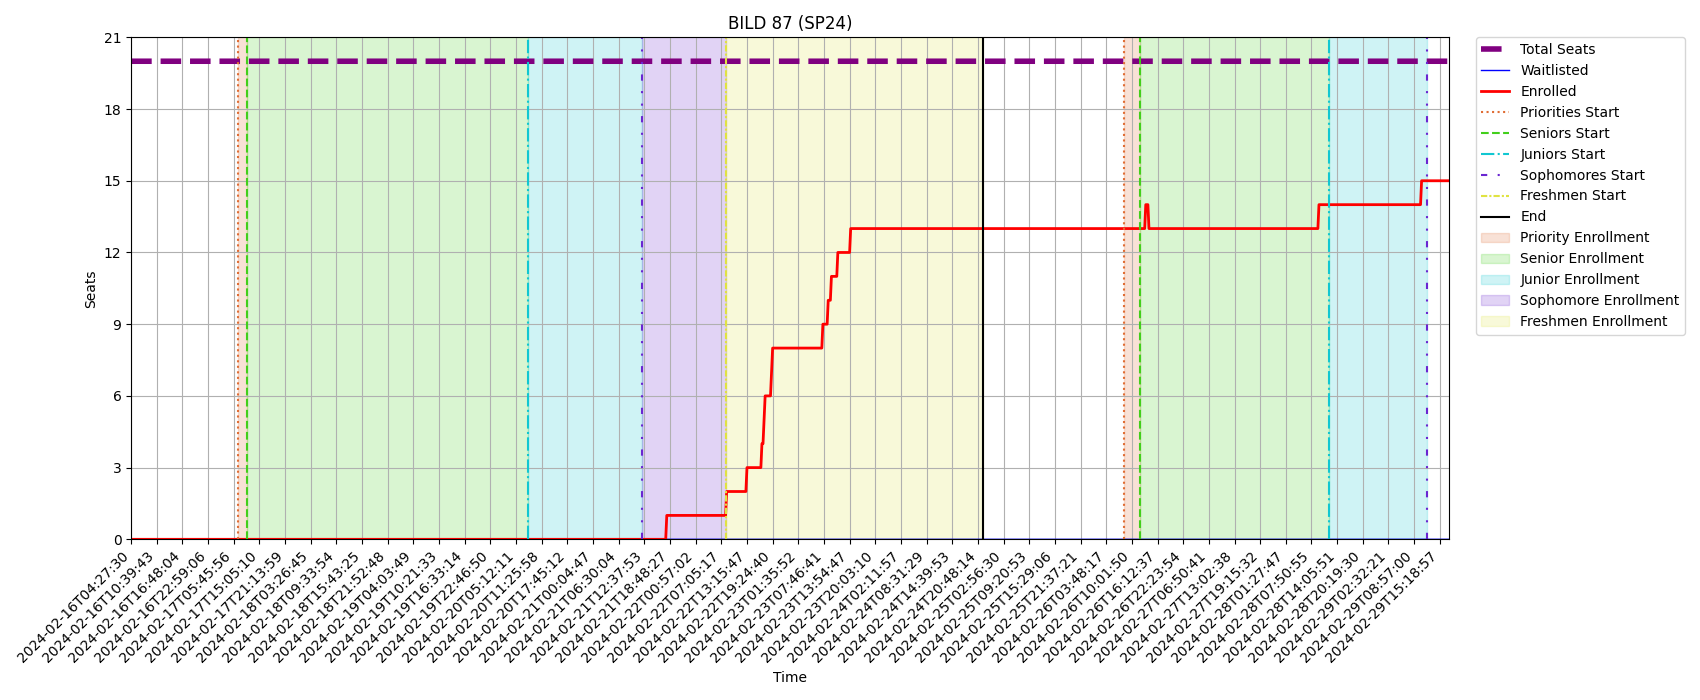 BILD 87 (SP24)
Seats
21
18
15
12
9
6
3
0
2024-02-16T04:27:30
2024-02-16T10:39:43
2024-02-16T16:48:04
2024-02-16T22:59:06
2024-02-17T05:45:56
2024-02-17T15:05:10
2024-02-17T21:13:59
2024-02-18T03:26:45
2024-02-18T09:33:54
2024-02-18T15:43:25
2024-02-18T21:52:48
2024-02-19T04:03:49
2024-02-19T10:21:33
2024-02-19T16:33:14
2024-02-19T22:46:50
2024-02-20T05:12:11
2024-02-20T11:25:58
2024-02-20T17:45:12
2024-02-21T00:04:47
2024-02-21T06:30:04
2024-02-21T12:37:53
2024-02-21T18:48:27
2024-02-22T00:57:02
2024-02-22T07:05:17
2024-02-22T13:15:47
2024-02-22T19:24:40
2024-02-23T01:35:52
2024-02-23T07:46:41
2024-02-23T13:54:47
2024-02-23T20:03:10
2024-02-24T02:11:57
2024-02-24T08:31:29
2024-02-24T14:39:53
2024-02-24T20:48:14
2024-02-25T02:56:30
2024-02-25T09:20:53
2024-02-25T15:29:06
2024-02-25T21:37:21
2024-02-26T03:48:17
2024-02-26T10:01:50
2024-02-26T16:12:37
2024-02-26T22:23:54
2024-02-27T06:50:41
2024-02-27T13:02:38
2024-02-27T19:15:32
2024-02-28T01:27:47
2024-02-28T07:50:55
2024-02-28T14:05:51
2024-02-28T20:19:30
2024-02-29T02:32:21
2024-02-29T08:57:00
2024-02-29T15:18:57
Time
Total Seats
Waitlisted
Enrolled
Priorities Start
Seniors Start
Juniors Start
Sophomores Start
Freshmen Start
End
Priority Enrollment
Senior Enrollment
Junior Enrollment
Sophomore Enrollment
Freshmen Enrollment